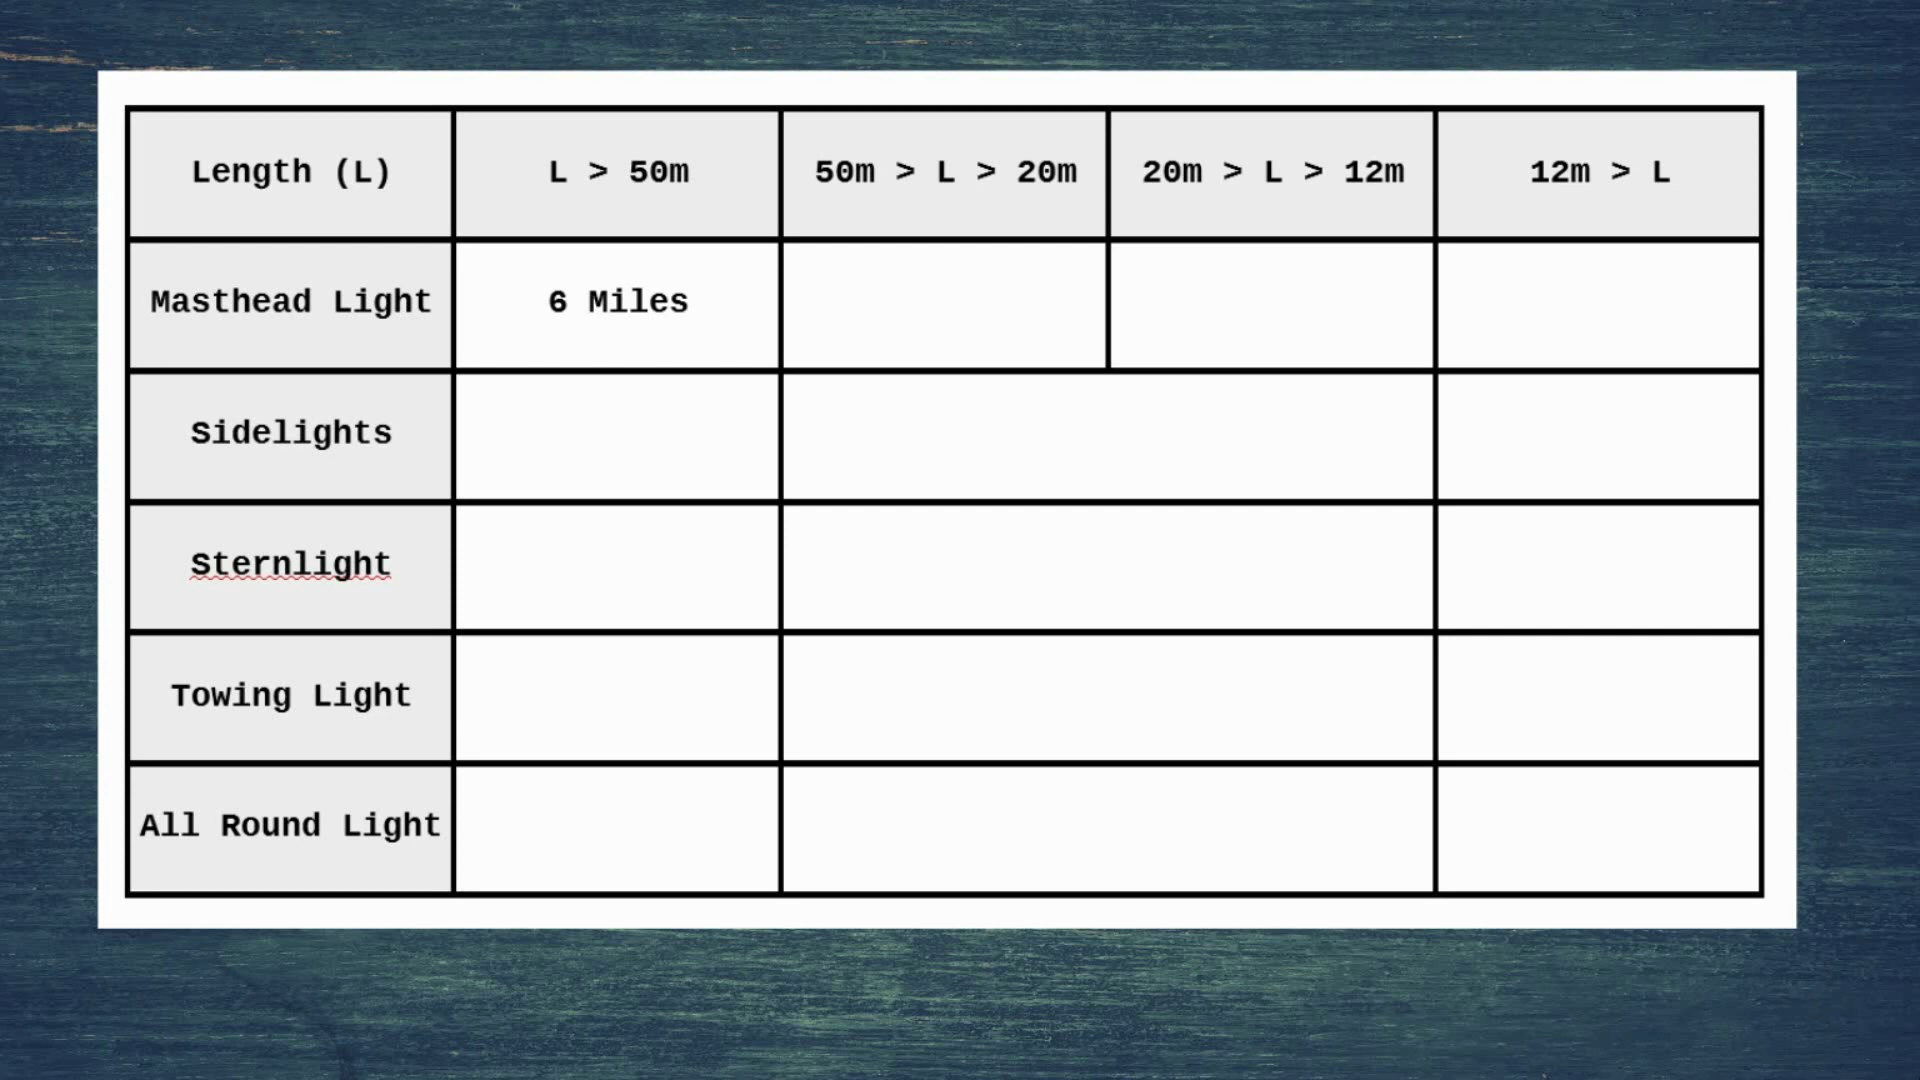 Length (L) L > 50m 50m > L > 20m 20m > L > 12m 12m > L
Masthead Light 6 Miles
Sidelights
Sternlight
Towing Light
All Round Light